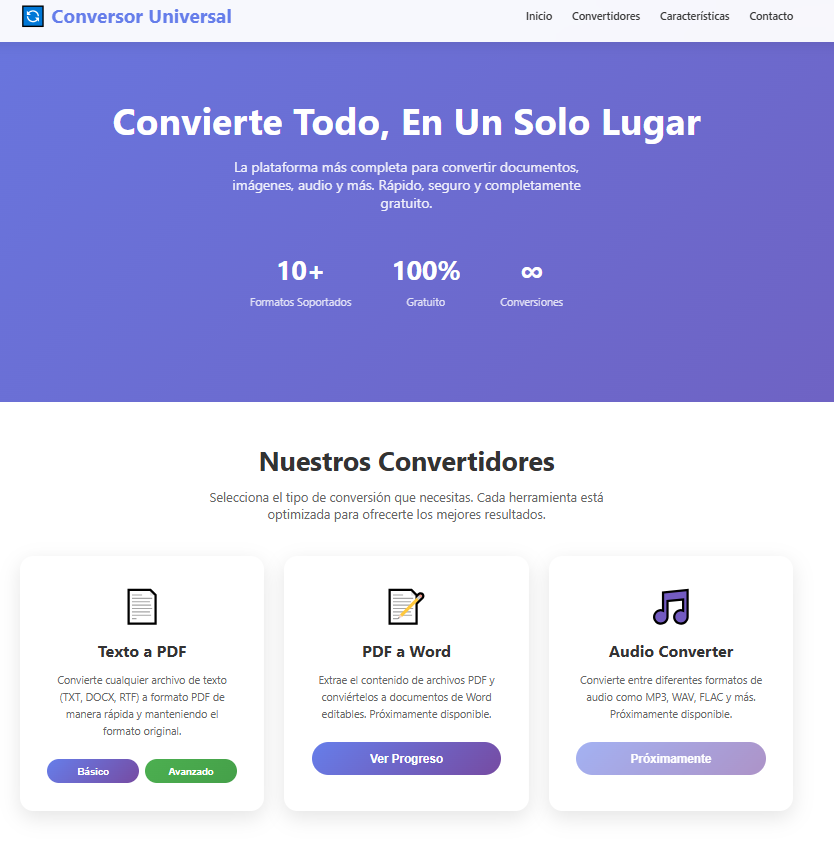 Conversor Universal
Inicio Convertidores Características Contacto
Convierte Todo, En Un Solo Lugar
La plataforma más completa para convertir documentos,
imágenes, audio y más. Rápido, seguro y completamente
gratuito.
10+ 100% ∞
Formatos Soportados Gratuito Conversiones
Nuestros Convertidores
Selecciona el tipo de conversión que necesitas. Cada herramienta está
optimizada para ofrecerte los mejores resultados.
Texto a PDF
Convierte cualquier archivo de texto
(TXT, DOCX, RTF) a formato PDF de
manera rápida y manteniendo el
formato original.
Básico Avanzado
PDF a Word
Extrae el contenido de archivos PDF y
conviértelos a documentos de Word
editables. Próximamente disponible.
Ver Progreso
Audio Converter
Convierte entre diferentes formatos de
audio como MP3, WAV, FLAC y más.
Próximamente disponible.
Próximamente